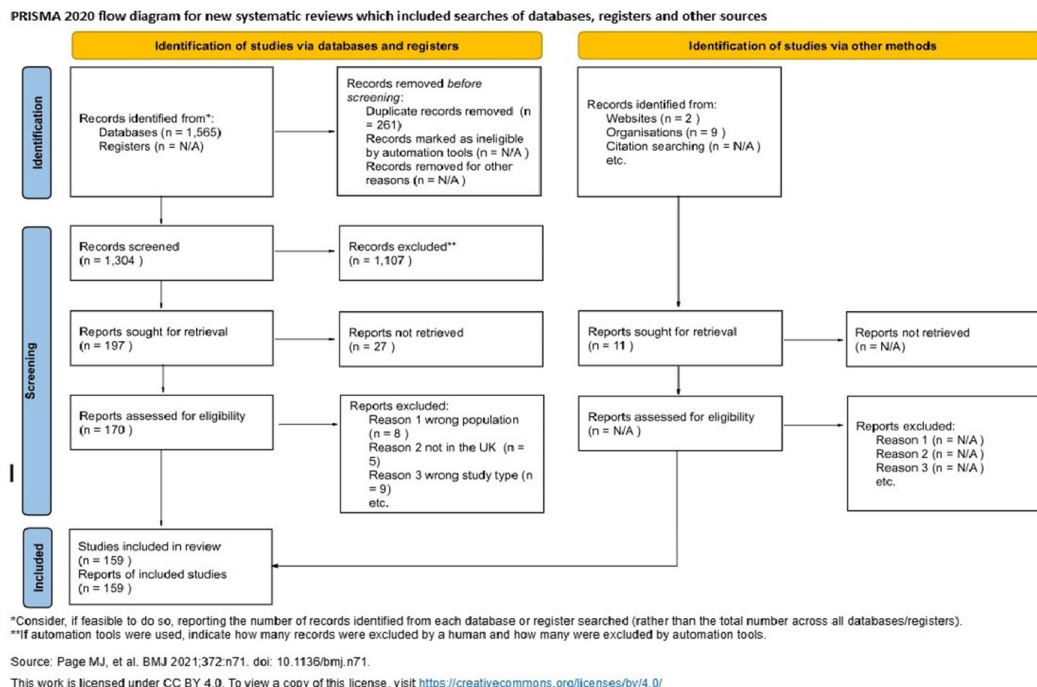 PRISMA 2020 flow diagram for new systematic reviews which included searches of databases, registers and other sources
Identification of studies via databases and registers
Identification of studies via other methods
Identification
Records identified from*:
Databases (n = 1,565)
Registers (n = N/A)
Records removed before
screening:
Duplicate records removed (n
= 261)
Records marked as ineligible
by automation tools (n = N/A )
Records removed for other
reasons (n = N/A )
Records identified from:
Websites (n = 2 )
Organisations (n = 9 )
Citation searching (n = N/A )
etc.
Screening
Records screened
(n = 1,304 )
Records excluded**
(n = 1,107 )
Reports sought for retrieval
(n = 197 )
Reports not retrieved
(n = 27 )
Reports sought for retrieval
(n = 11 )
Reports not retrieved
(n = N/A)
Reports assessed for eligibility
(n = 170 )
Reports excluded:
Reason 1 wrong population
(n = 8 )
Reason 2 not in the UK (n =
5)
Reason 3 wrong study type (n
= 9)
etc.
Reports assessed for eligibility
(n = N/A )
Reports excluded:
Reason 1 (n = N/A )
Reason 2 (n = N/A )
Reason 3 (n = N/A )
etc.
Included
Studies included in review
(n = 159 )
Reports of included studies
(n = 159 )
*Consider, if feasible to do so, reporting the number of records identified from each database or register searched (rather than the total number across all databases/registers).
**If automation tools were used, indicate how many records were excluded by a human and how many were excluded by automation tools.
Source: Page MJ, et al. BMJ 2021;372:n71. doi: 10.1136/bmj.n71.
This work is licensed under CC BY 4.0. To view a copy of this license, visit https://creativecommons.org/licenses/by/4.0/